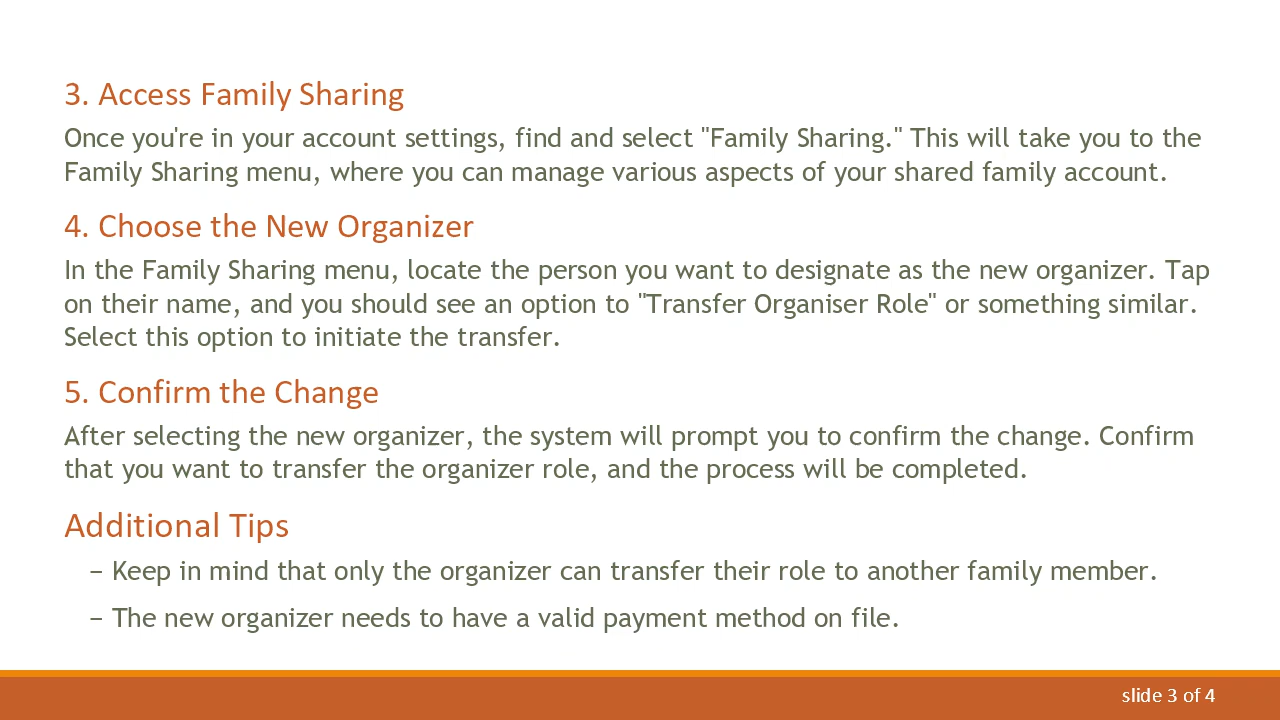 3. Access Family Sharing
Once you're in your account settings, find and select "Family Sharing." This will take you to the
Family Sharing menu, where you can manage various aspects of your shared family account.
4. Choose the New Organizer
In the Family Sharing menu, locate the person you want to designate as the new organizer. Tap
on their name, and you should see an option to "Transfer Organiser Role" or something similar.
Select this option to initiate the transfer.
5. Confirm the Change
After selecting the new organizer, the system will prompt you to confirm the change. Confirm
that you want to transfer the organizer role, and the process will be completed.
Additional Tips
– Keep in mind that only the organizer can transfer their role to another family member.
– The new organizer needs to have a valid payment method on file.
slide 3 of 4